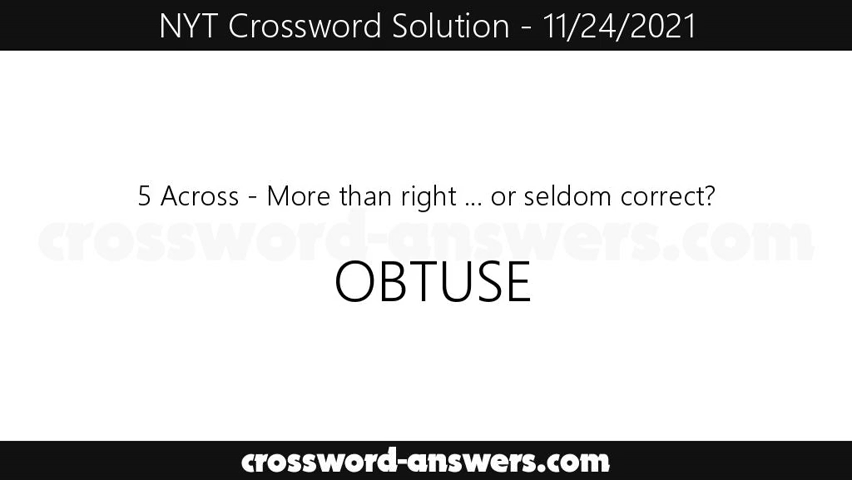 NYT Crossword Solution - 11/24/2021
5 Across - More than right ... or seldom correct?
crossword-answers.com
OBTUSE
crossword-answers.com